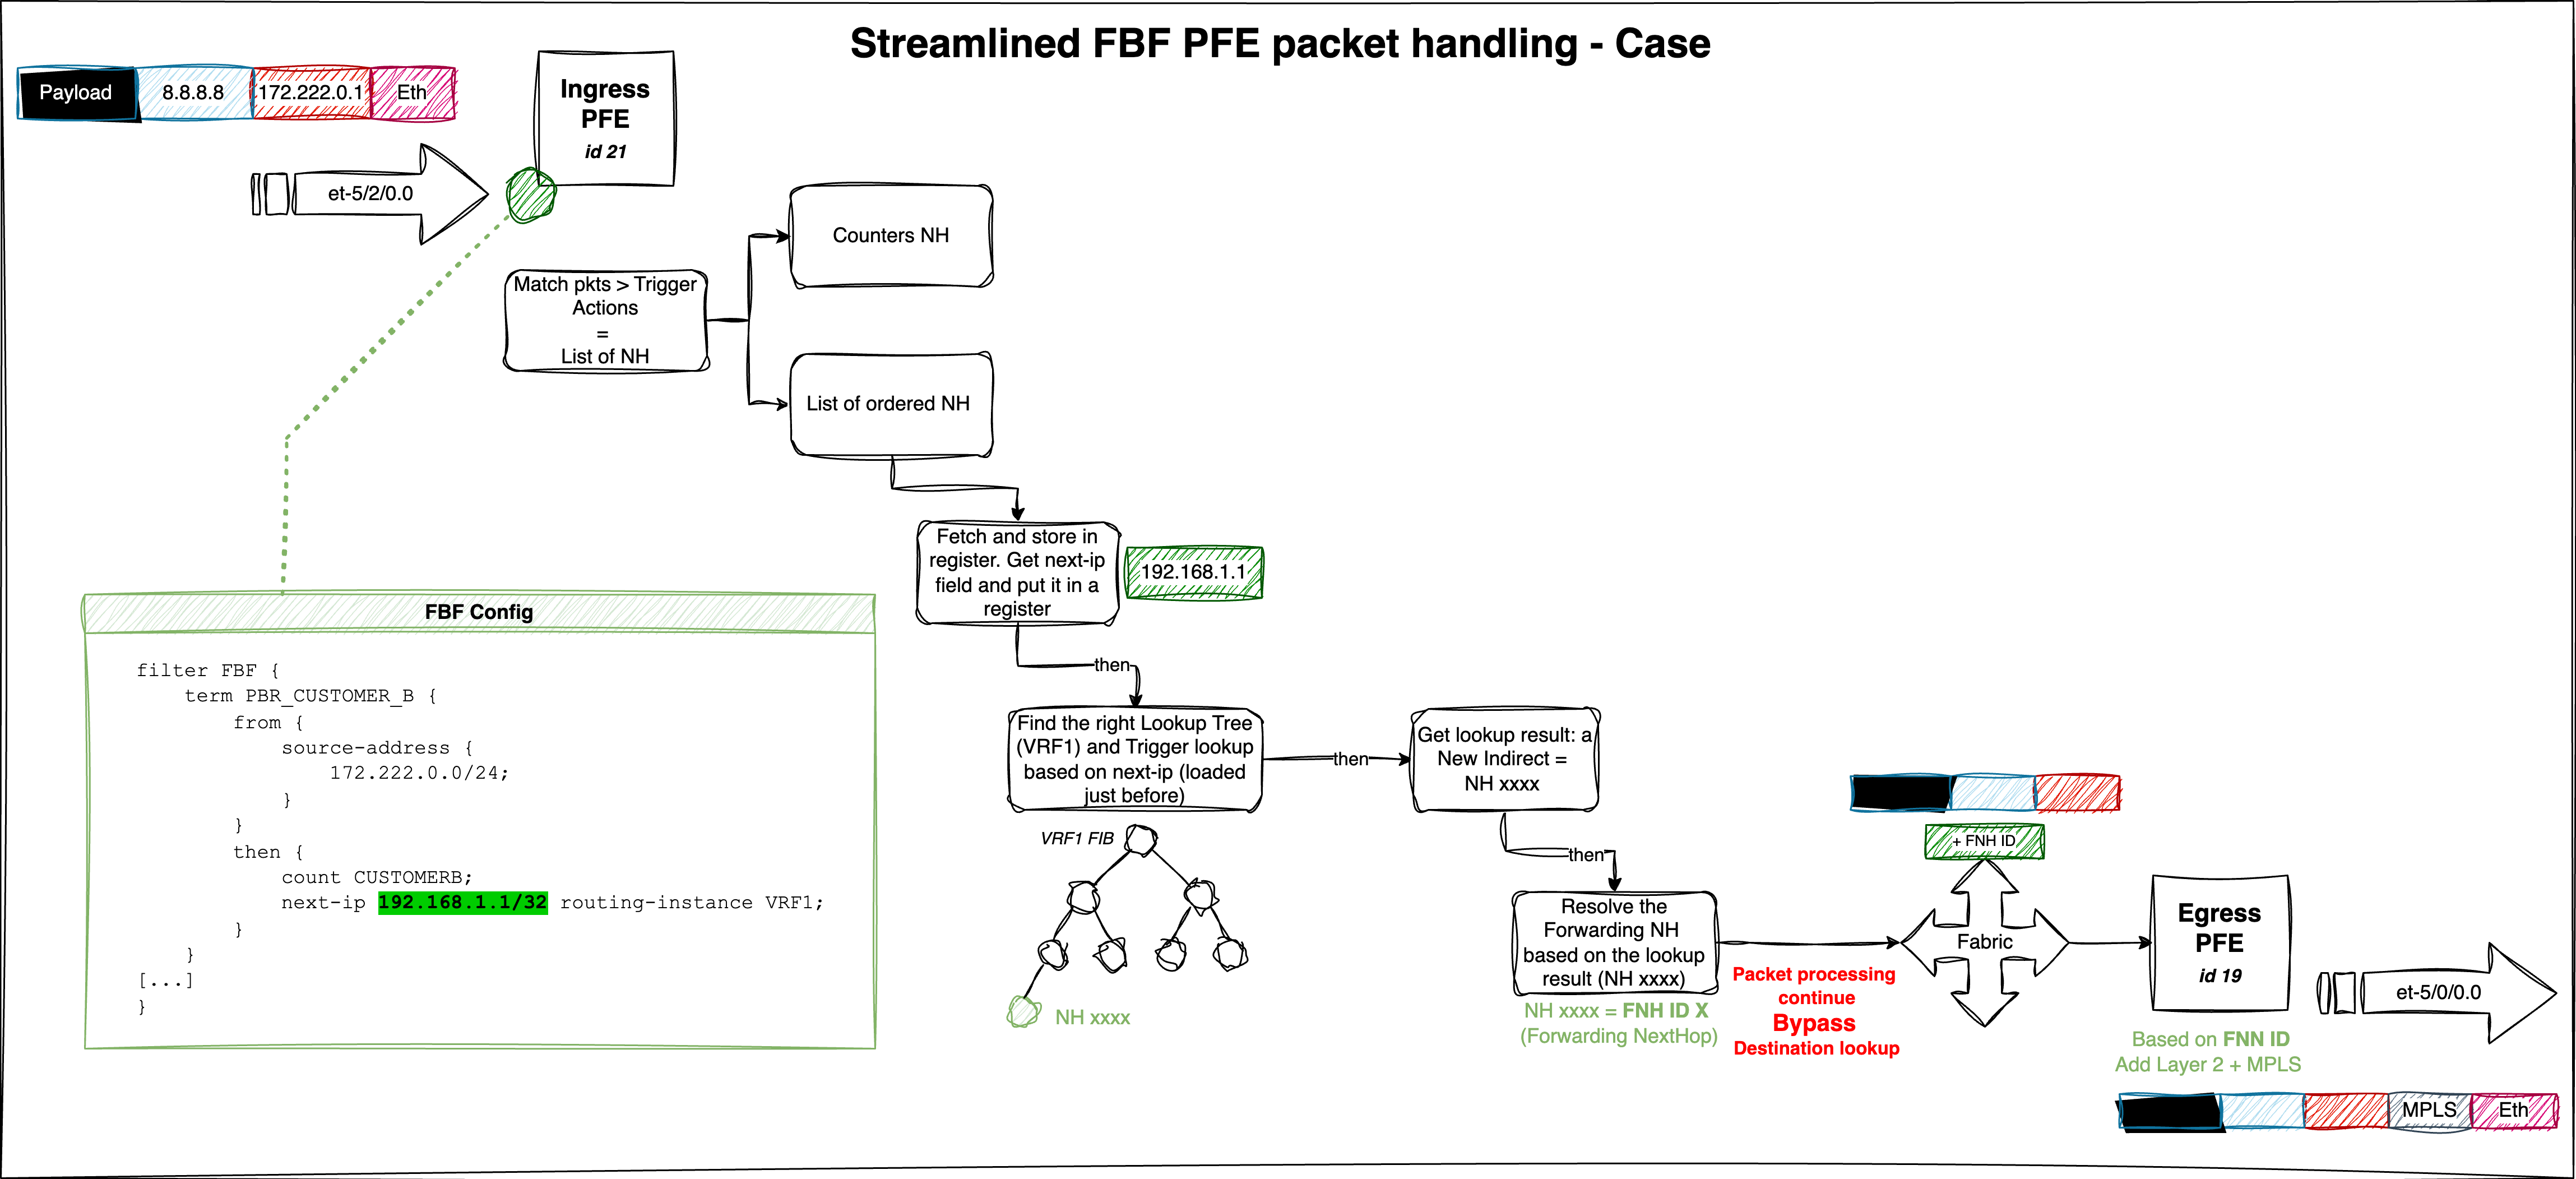 Streamlined FBF PFE packet handling - Case
Payload
8.8.8.8
172.222.0.1
Eth
Ingress
PFE
id 21
et-5/2/0.0
Counters NH
Match pkts > Trigger
Actions
=
List of NH
List of ordered NH
Fetch and store in
register. Get next-ip
field and put it in a
register
192.168.1.1
then
FBF Config
filter FBF {
term PBR_CUSTOMER_B {
from {
source-address {
172.222.0.0/24;
}
}
then {
count CUSTOMERB;
next-ip 192.168.1.1/32 routing-instance VRF1;
}
}
[...]
}
Find the right Lookup Tree
(VRF1) and Trigger lookup
based on next-ip (loaded
just before)
then
Get lookup result: a
New Indirect =
NH xxxx
VRF1 FIB
NH xxxx
then
Resolve the
Forwarding NH
based on the lookup
result (NH xxxx)
NH xxxx = FNH ID X
(Forwarding NextHop)
Packet processing
continue
Bypass
Destination lookup
+ FNH ID
Fabric
Egress
PFE
id 19
et-5/0/0.0
Based on FNN ID
Add Layer 2 + MPLS
MPLS
Eth